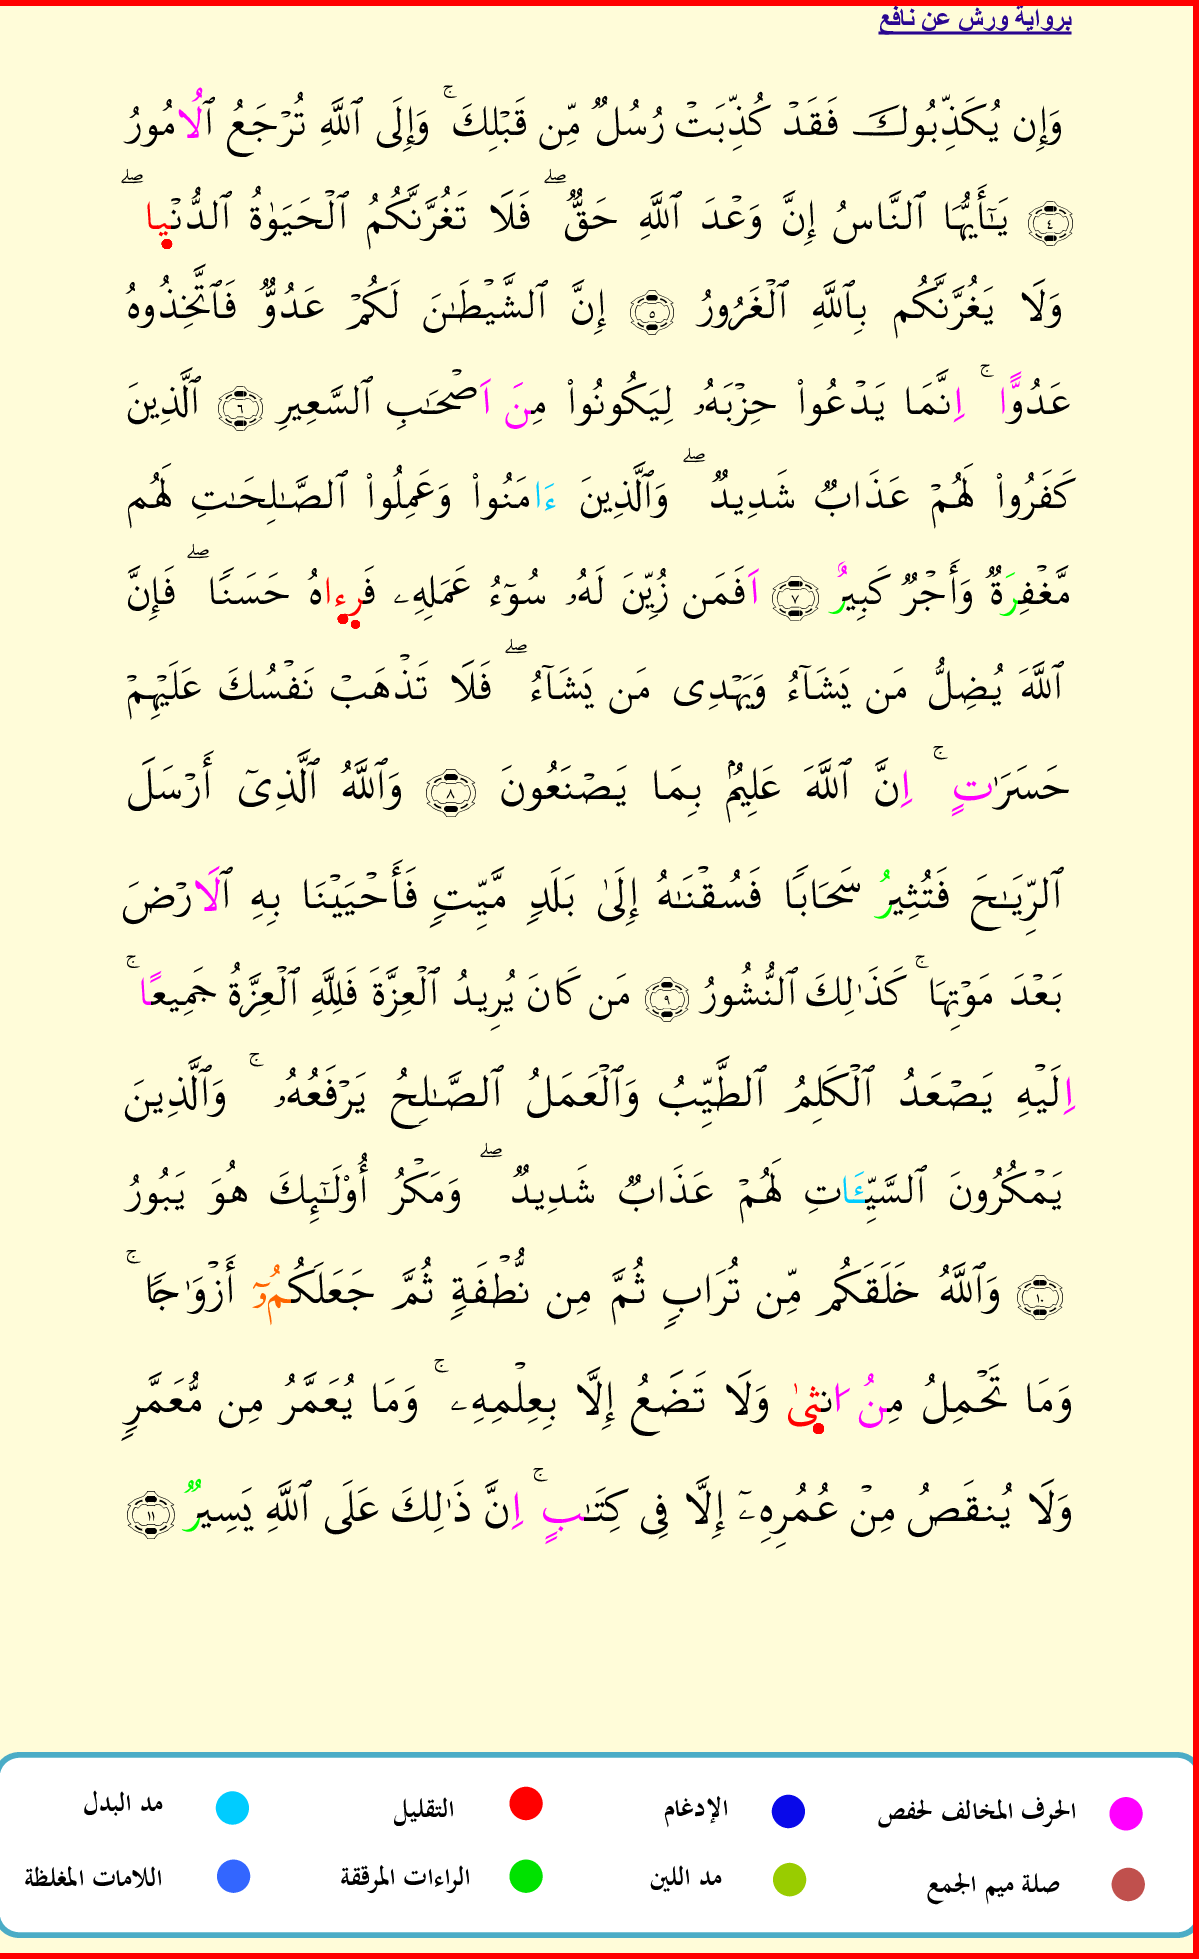 برواية ورش عن نافع
وَإِن يُكَذِّبُوكَ فَقَدْ كُذِّبَتْ رُسُلٌ مِّن قَبْلِكَ ۚ وَإِلَى ٱللَّهِ تُرْجَعُ ٱلُامُورُ
٤ يَـٰٓأَيُّهَا ٱلنَّاسُ إِنَّ وَعْدَ ٱللَّهِ حَقٌّ ۖ فَلَا تَغُرَّنَّكُمُ ٱلْحَيَوٰةُ ٱلدُّنْيا ۖ
وَلَا يَغُرَّنَّكُم بِٱللَّهِ ٱلْغَرُورُ ٥ إِنَّ ٱلشَّيْطَـٰنَ لَكُمْ عَدُوٌّ فَٱتَّخِذُوهُ
عَدُوًّا ۚ اِنَّمَا يَدْعُوا۟ حِزْبَهُۥ لِيَكُونُوا۟ مِنَ اَصْحَـٰبِ ٱلسَّعِيرِ ٦ ٱلَّذِينَ
كَفَرُوا۟ لَهُمْ عَذَابٌ شَدِيدٌ ۖ وَٱلَّذِينَ ءَامَنُوا۟ وَعَمِلُوا۟ ٱلصَّـٰلِحَـٰتِ لَهُم
مَّغْفِرَةٌ وَأَجْرٌ كَبِيرٌ ٧ اَفَمَن زُيِّنَ لَهُۥ سُوٓءُ عَمَلِهِۦ فَرِءاهُ حَسَنًا ۖ فَإِنَّ
ٱللَّهَ يُضِلُّ مَن يَشَآءُ وَيَهْدِى مَن يَشَآءُ ۖ فَلَا تَذْهَبْ نَفْسُكَ عَلَيْهِمْ
حَسَرَٰتٍ ۚ اِنَّ ٱللَّهَ عَلِيمٌۢ بِمَا يَصْنَعُونَ ٨ وَٱللَّهُ ٱلَّذِىٓ أَرْسَلَ
ٱلرِّيَـٰحَ فَتُثِيرُ سَحَابًا فَسُقْنَـٰهُ إِلَىٰ بَلَدٍ مَّيِّتٍ فَأَحْيَيْنَا بِهِ ٱلَارْضَ
بَعْدَ مَوْتِهَا ۚ كَذَٰلِكَ ٱلنُّشُورُ ٩ مَن كَانَ يُرِيدُ ٱلْعِزَّةَ فَلِلَّهِ ٱلْعِزَّةُ جَمِيعًا ۚ
اِلَيْهِ يَصْعَدُ ٱلْكَلِمُ ٱلطَّيِّبُ وَٱلْعَمَلُ ٱلصَّـٰلِحُ يَرْفَعُهُۥ ۚ وَٱلَّذِينَ
يَمْكُرُونَ ٱلسَّيِّـَٔاتِ لَهُمْ عَذَابٌ شَدِيدٌ ۖ وَمَكْرُ أُو۟لَـٰٓئِكَ هُوَ يَبُورُ
١٠ وَٱللَّهُ خَلَقَكُم مِّن تُرَابٍ ثُمَّ مِن نُّطْفَةٍ ثُمَّ جَعَلَكُمُۥٓ أَزْوَٰجًا ۚ
وَمَا تَحْمِلُ مِنُ انثىٰ وَلَا تَضَعُ إِلَّا بِعِلْمِهِۦ ۚ وَمَا يُعَمَّرُ مِن مُّعَمَّرٍ
وَلَا يُنقَصُ مِنْ عُمُرِهِۦٓ إِلَّا فِى كِتَـٰبٍ ۚ اِنَّ ذَٰلِكَ عَلَى ٱللَّهِ يَسِيرٌ ١١
الحرف المخالف لحفص الإدغام التقليل مد البدل
صلة ميم الجمع مد اللين الراءات المرققة اللامات المغلظة